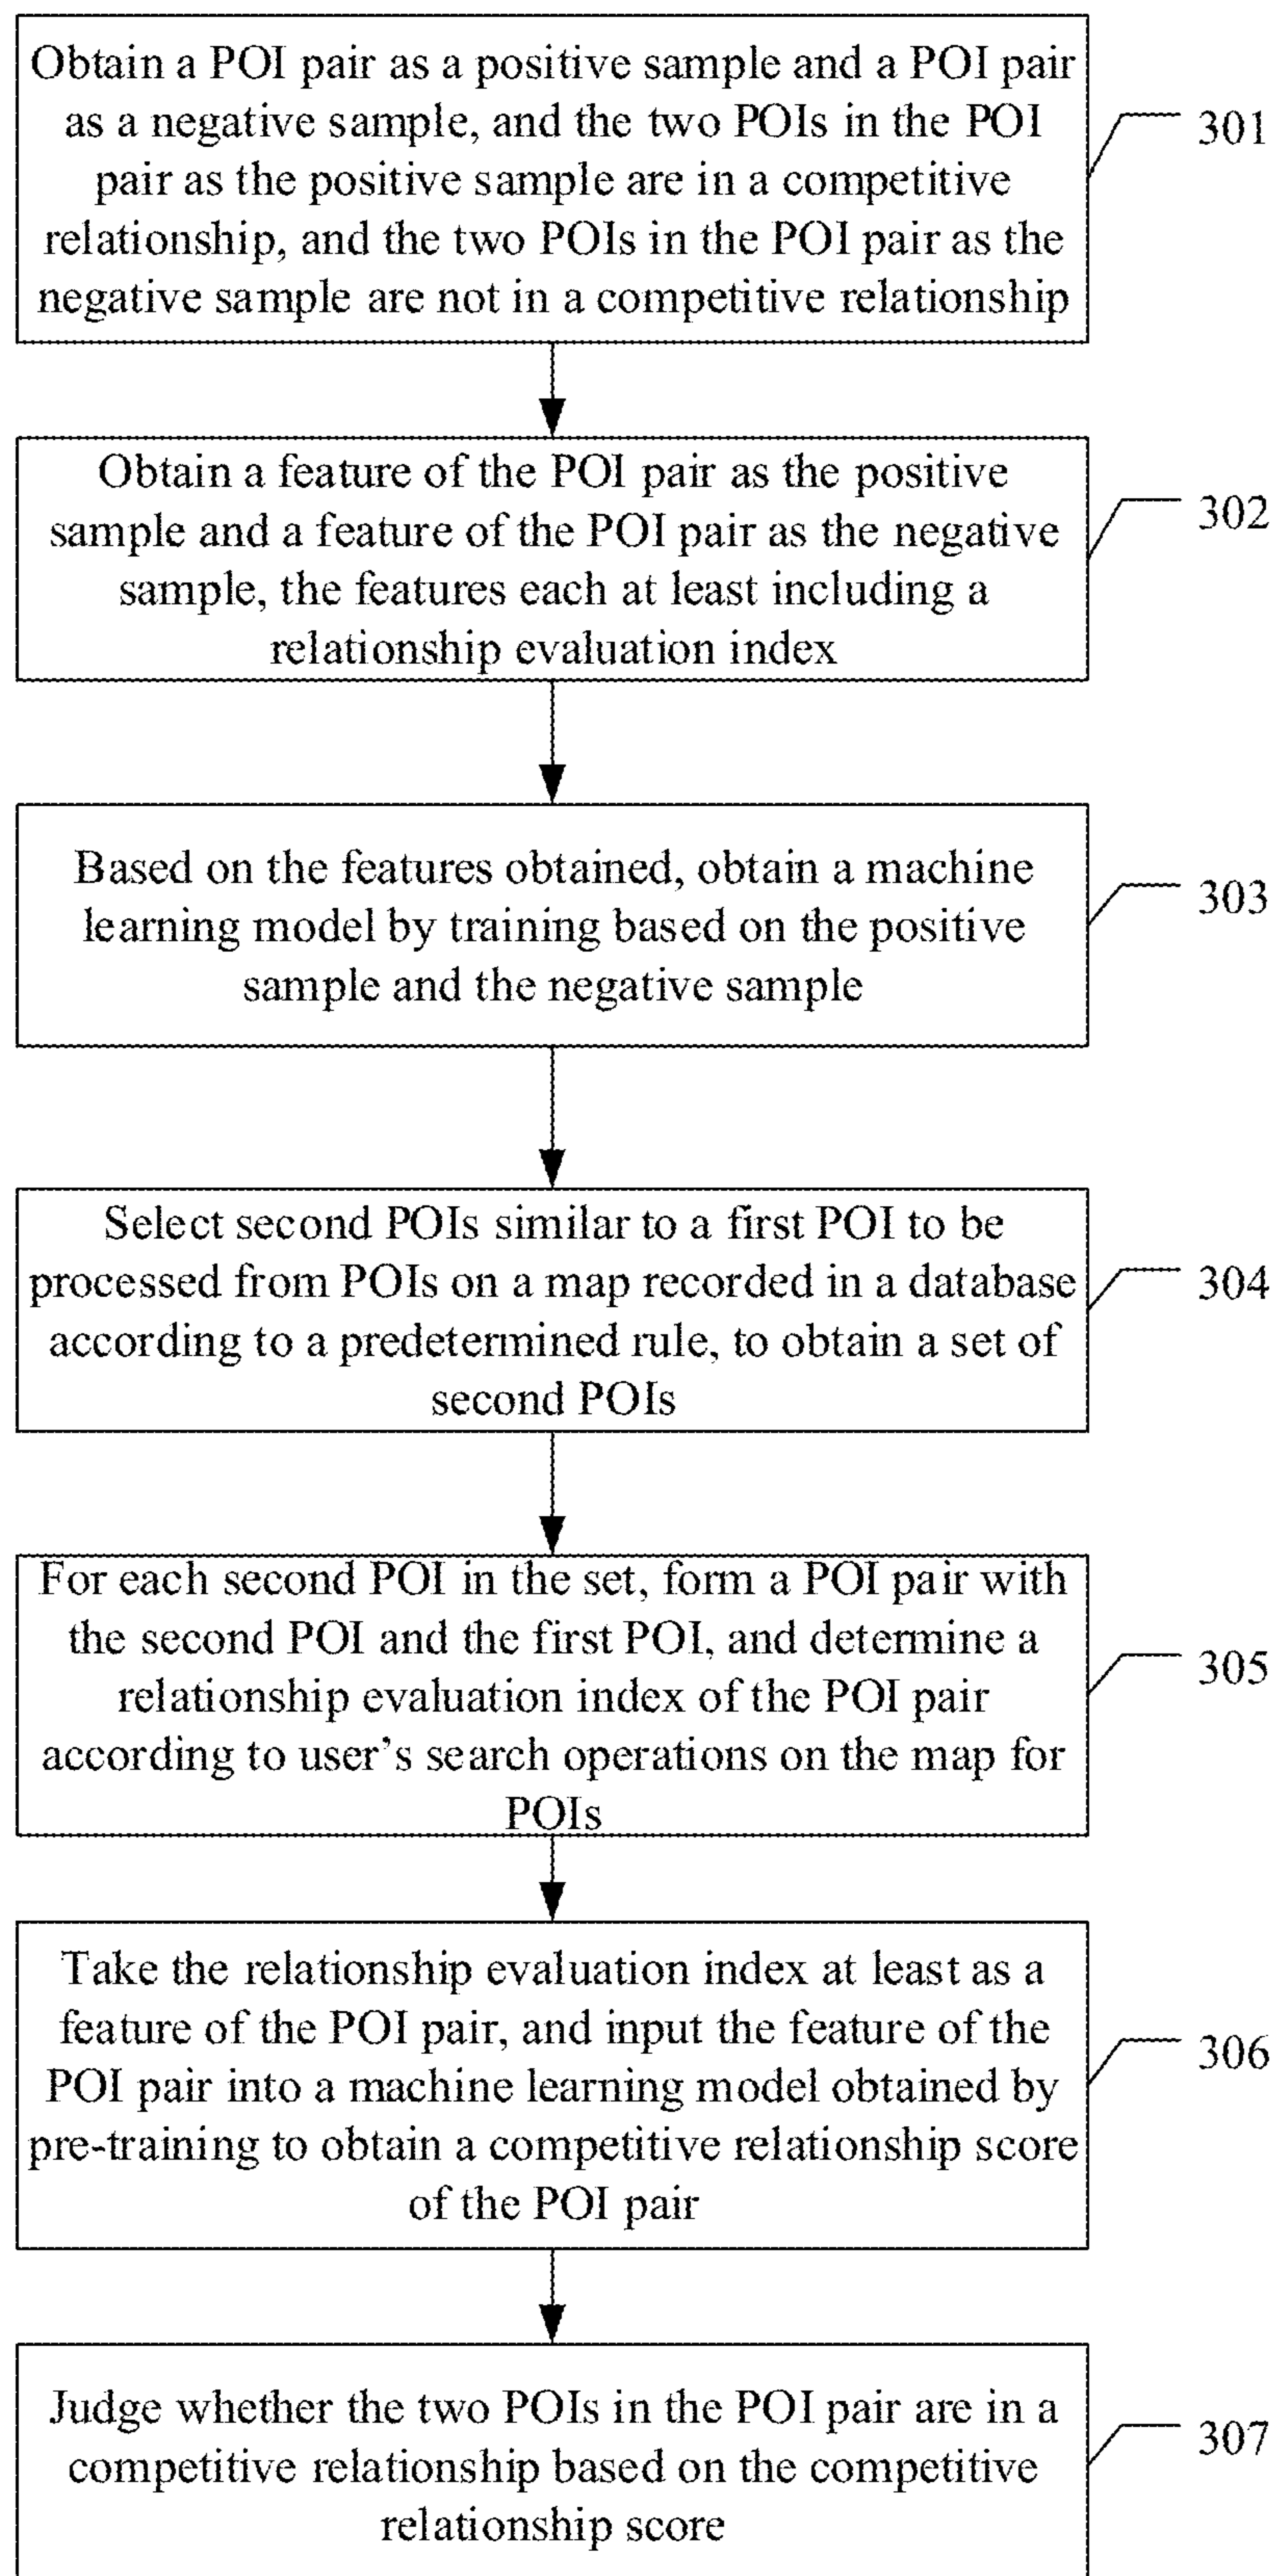 Obtain a POI pair as a positive sample and a POI pair
as a negative sample, and the two POIs in the POI
pair as the positive sample are in a competitive
relationship, and the two POIs in the POI pair as the
negative sample are not in a competitive relationship
301
Obtain a feature of the POI pair as the positive
sample and a feature of the POI pair as the negative
sample, the features each at least including a
relationship evaluation index
302
Based on the features obtained, obtain a machine
learning model by training based on the positive
sample and the negative sample
303
Select second POIs similar to a first POI to be
processed from POIs on a map recorded in a database
according to a predetermined rule, to obtain a set of
second POIs
304
For each second POI in the set, form a POI pair with
the second POI and the first POI, and determine a
relationship evaluation index of the POI pair
according to user’s search operations on the map for
POIs
305
Take the relationship evaluation index at least as a
feature of the POI pair, and input the feature of the
POI pair into a machine learning model obtained by
pre-training to obtain a competitive relationship score
of the POI pair
306
Judge whether the two POIs in the POI pair are in a
competitive relationship based on the competitive
relationship score
307